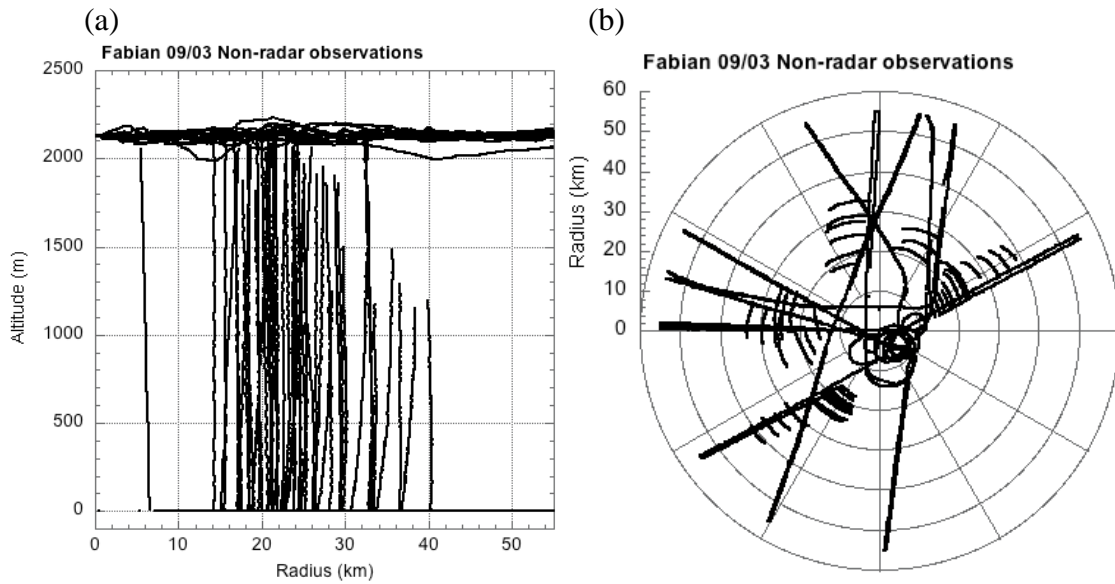 (a)
Fabian 09/03 Non-radar observations
2500
2000
1500
1000
500
0
Altitude (m)
0 10 20 30 40 50
Radius (km)
(b)
Fabian 09/03 Non-radar observations
60
50
40
30
20
10
0
Radius (km)